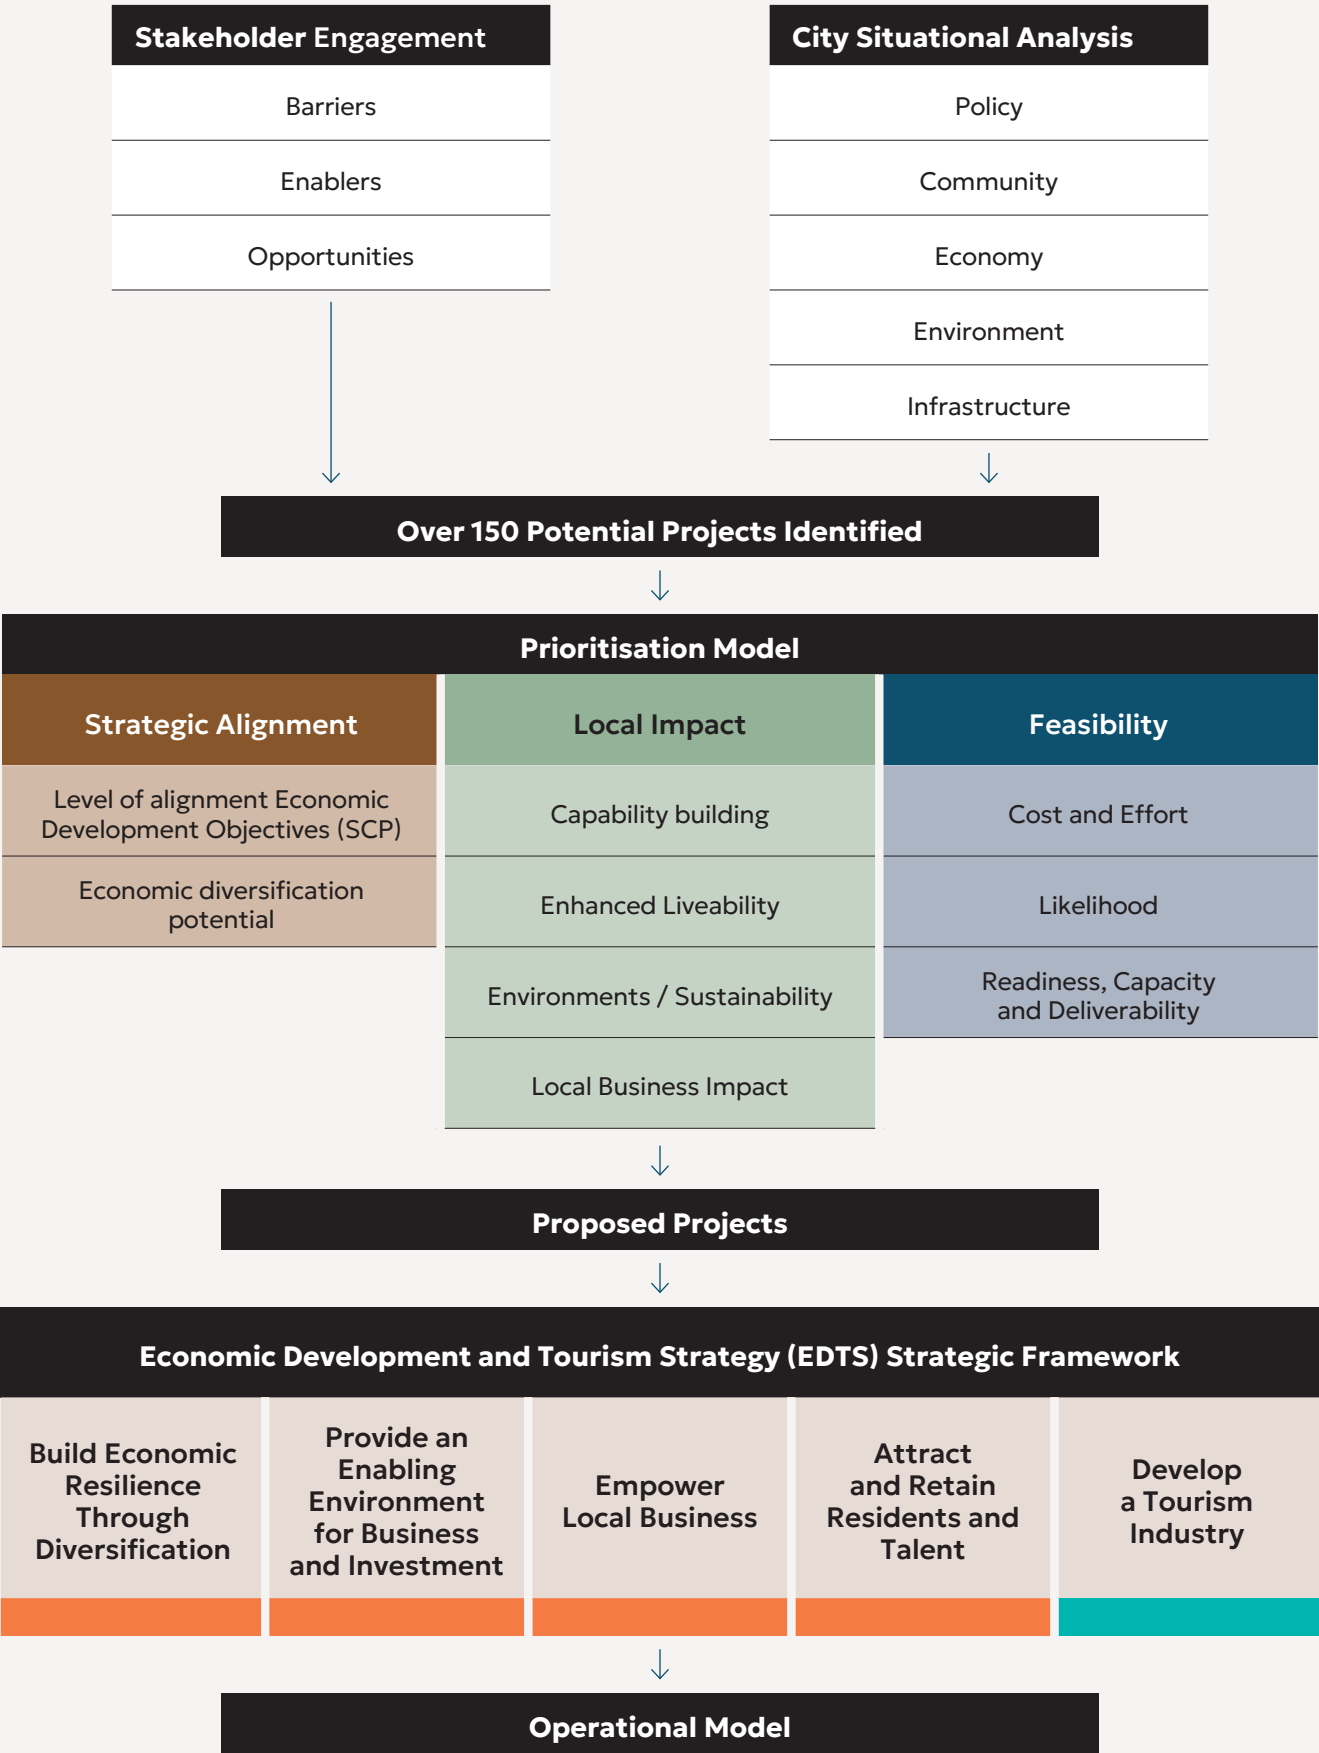 Stakeholder Engagement
Barriers
Enablers
Opportunities
City Situational Analysis
Policy
Community
Economy
Environment
Infrastructure
Over 150 Potential Projects Identified
Prioritisation Model
Strategic Alignment
Level of alignment Economic
Development Objectives (SCP)
Economic diversification
potential
Local Impact
Capability building
Enhanced Liveability
Environments / Sustainability
Local Business Impact
Feasibility
Cost and Effort
Likelihood
Readiness, Capacity
and Deliverability
Proposed Projects
Economic Development and Tourism Strategy (EDTS) Strategic Framework
Build Economic
Resilience
Through
Diversification
Provide an
Enabling
Environment
for Business
and Investment
Empower
Local Business
Attract
and Retain
Residents and
Talent
Develop
a Tourism
Industry
Operational Model